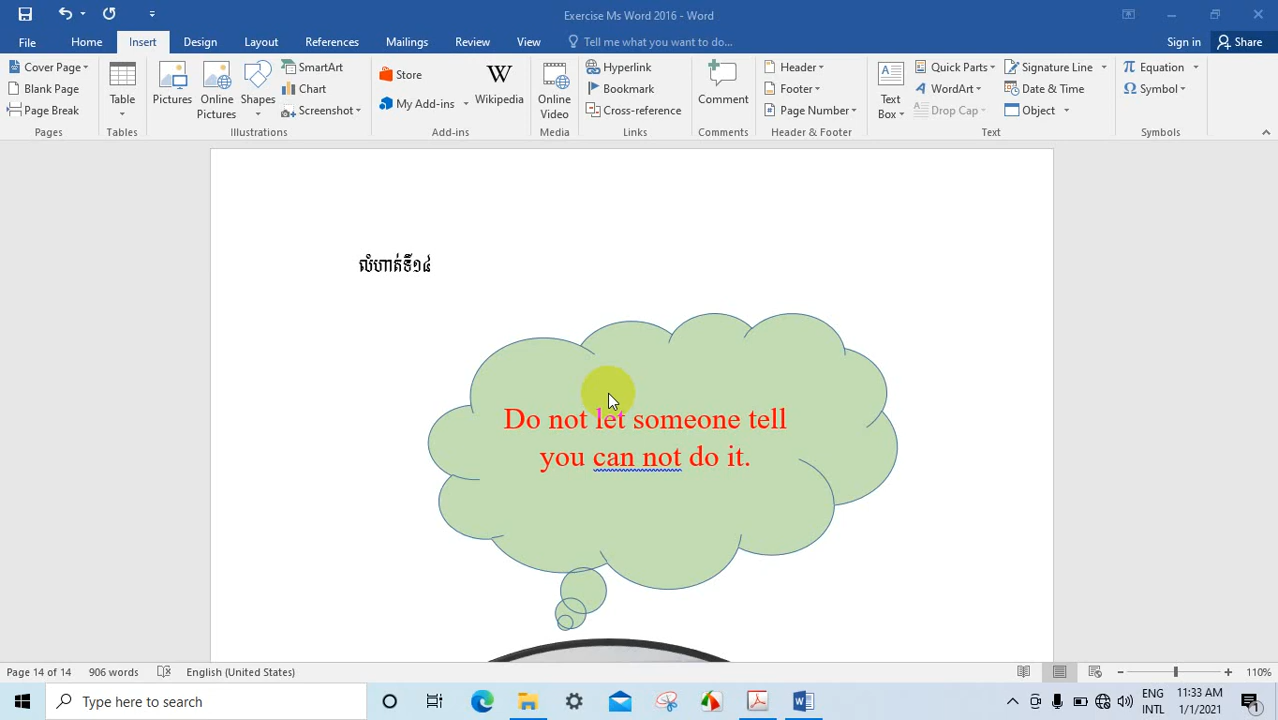 Exercise Ms Word 2016 - Word
File Home Insert Design Layout References Mailings Review View Tell me what you want to do... Sign in Share
Cover Page
Blank Page
Page Break
Pages
Table
Tables
Pictures
Online Pictures
Shapes
SmartArt
Chart
Screenshot
Illustrations
Store
My Add-ins
Wikipedia
Add-ins
Online Video
Media
Hyperlink
Bookmark
Cross-reference
Links
Comment
Comments
Header
Footer
Page Number
Header & Footer
Text Box
Quick Parts
WordArt
Drop Cap
Signature Line
Date & Time
Object
Text
Equation
Symbol
Symbols
លំហាត់ទី១៤
Do not let someone tell
you can not do it.
Page 14 of 14 906 words English (United States) 110%
Type here to search
ENG
INTL
11:33 AM
1/1/2021